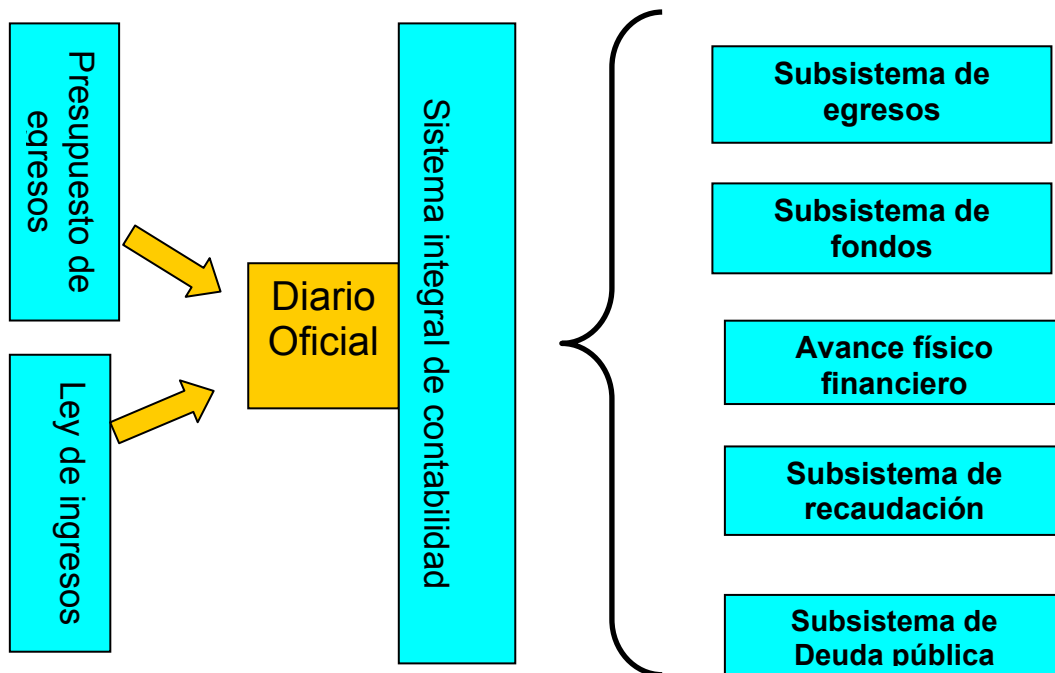 Presupuesto de
egresos
Ley de ingresos
Diario
Oficial
Sistema integral de contabilidad
Subsistema de
egresos
Subsistema de
fondos
Avance físico
financiero
Subsistema de
recaudación
Subsistema de
Deuda pública